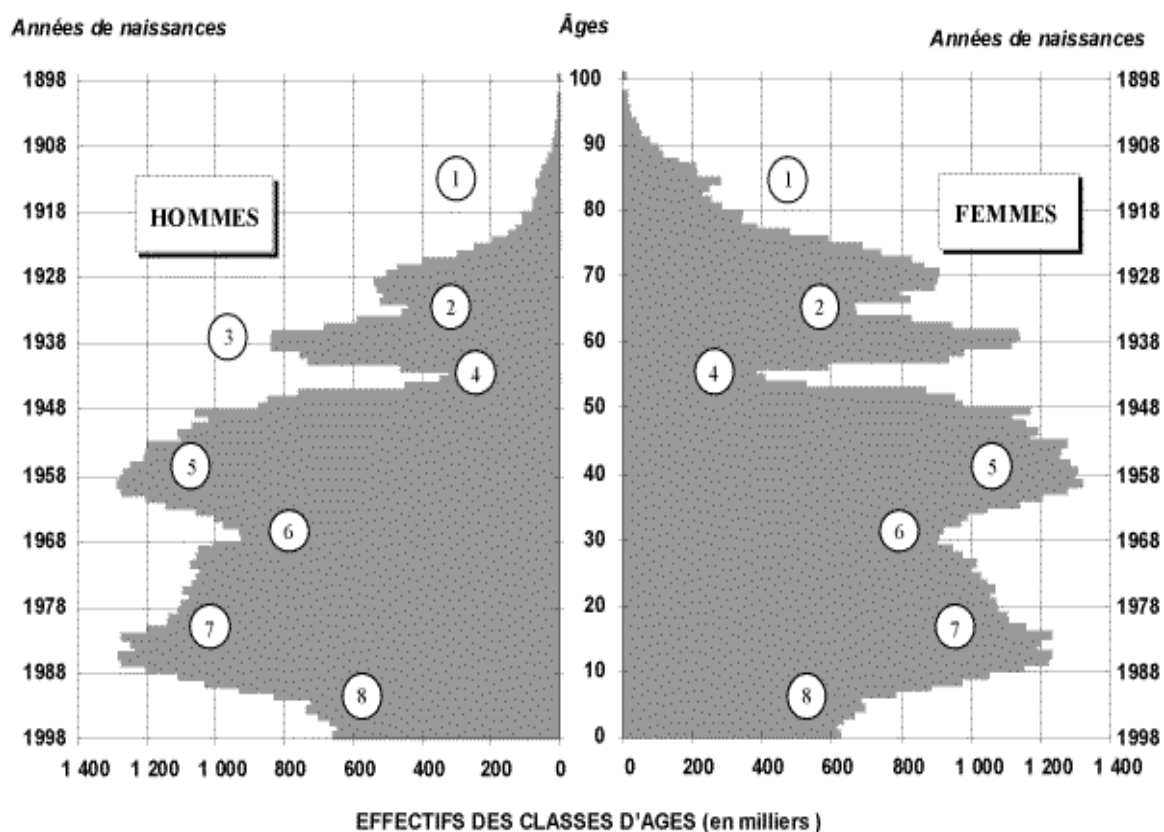 Années de naissances Âges Années de naissances
1898 100 1898
1908 90 1908
1 1
1918 80 1918
HOMMES FEMMES
1928 70 1928
2 2
3
1938 60 1938
4 4
1948 50 1948
5 5
1958 40 1958
6 6
1968 30 1968
1978 20 1978
7 7
1988 10 1988
8 8
1998 0 1998
1 400 1 200 1 000 800 600 400 200 0 0 200 400 600 800 1 000 1 200 1 400
EFFECTIFS DES CLASSES D'AGES (en milliers )